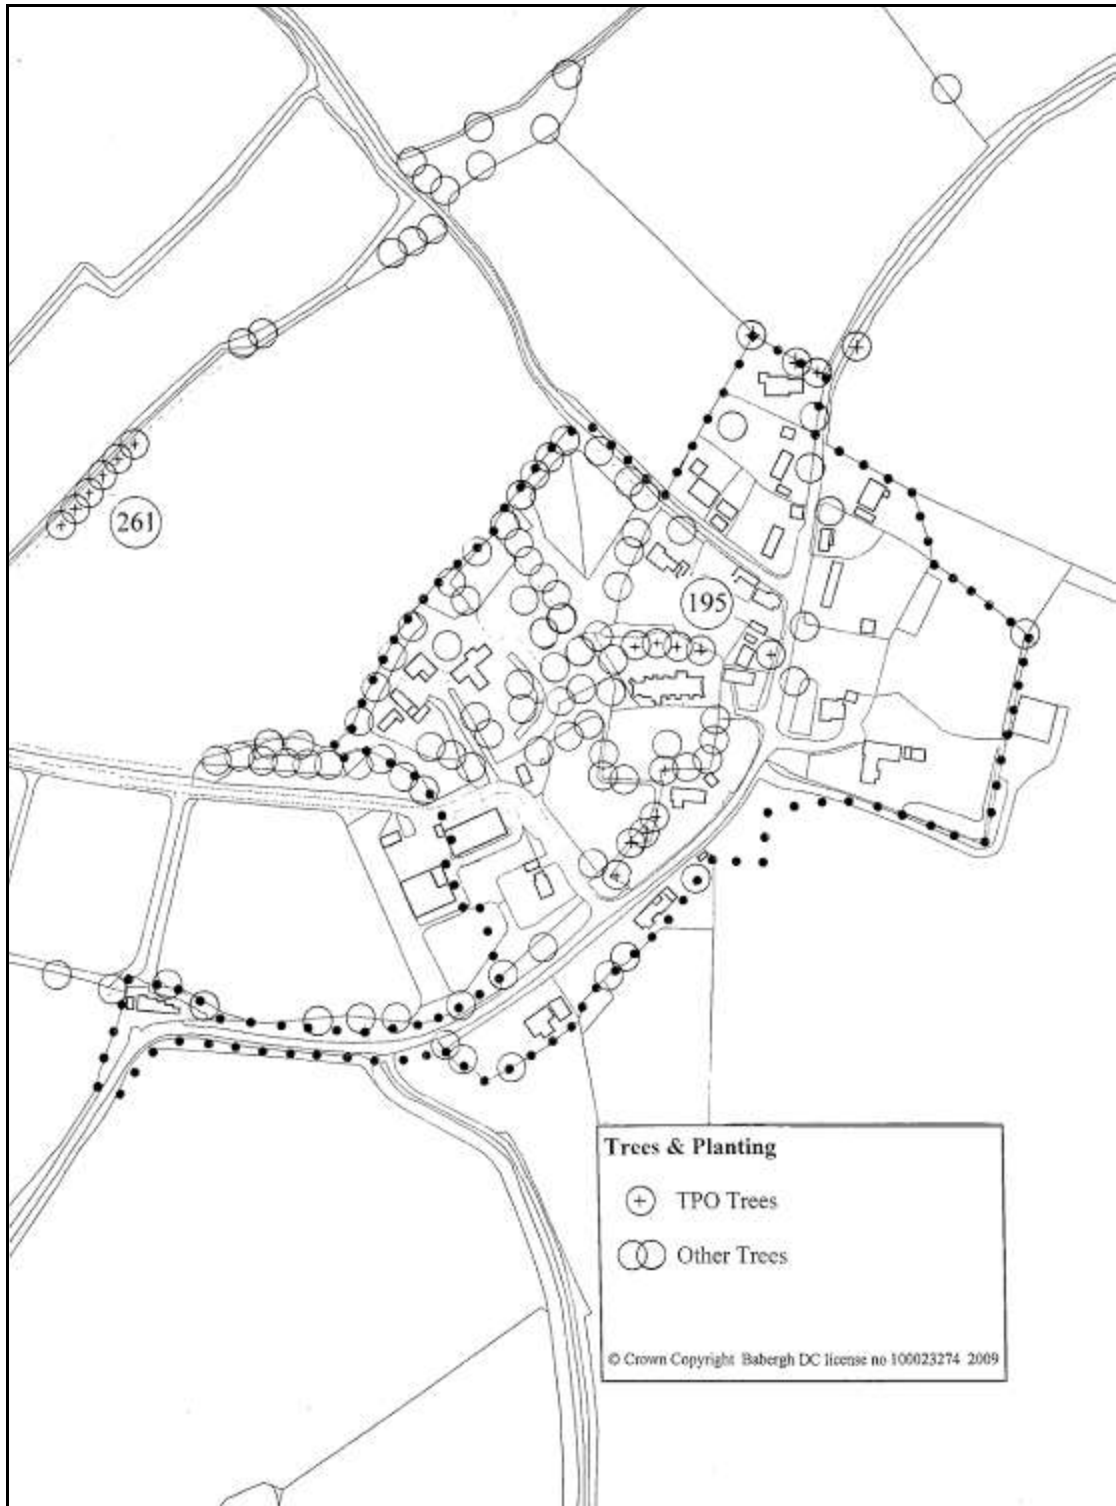 261
195
Trees & Planting
TPO Trees
Other Trees
© Crown Copyright Babergh DC license no 100023274 2009